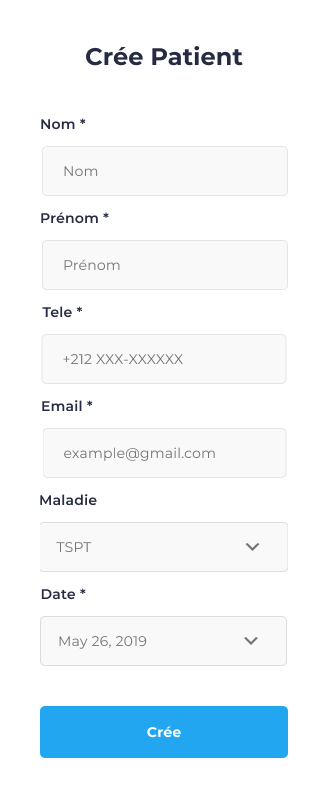 Crée Patient
Nom *
Nom
Prénom *
Prénom
Tele *
+212 XXX-XXXXXX
Email *
example@gmail.com
Maladie
TSPT
Date *
May 26, 2019
Crée